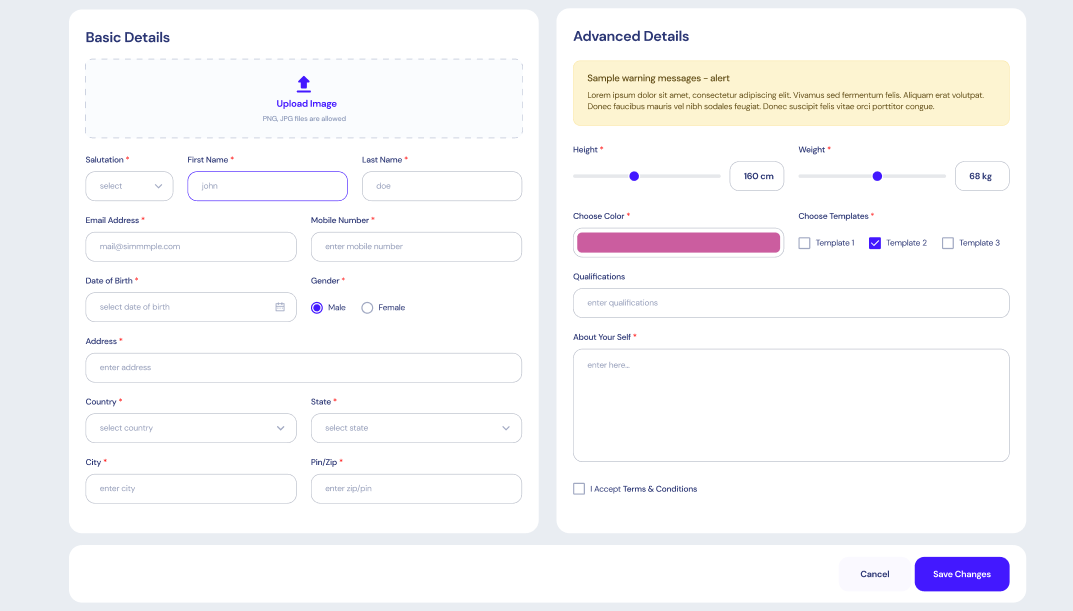 Basic Details
Upload Image
PNG, JPG files are allowed
Salutation *
First Name *
Last Name *
select
john
doe
Email Address *
Mobile Number *
mail@simmmple.com
enter mobile number
Date of Birth *
Gender *
select date of birth
Male
Female
Address *
enter address
Country *
State *
select country
select state
City *
Pin/Zip *
enter city
enter zip/pin
Advanced Details
Sample warning messages - alert
Lorem ipsum dolor sit amet, consectetur adipiscing elit. Vivamus sed fermentum felis. Aliquam erat volutpat.
Donec faucibus mauris vel nibh sodales feugiat. Donec suscipit felis vitae orci porttitor congue.
Height *
Weight *
160 cm
68 kg
Choose Color *
Choose Templates *
Template 1
Template 2
Template 3
Qualifications
enter qualifications
About Your Self *
enter here...
I Accept Terms & Conditions
Cancel
Save Changes